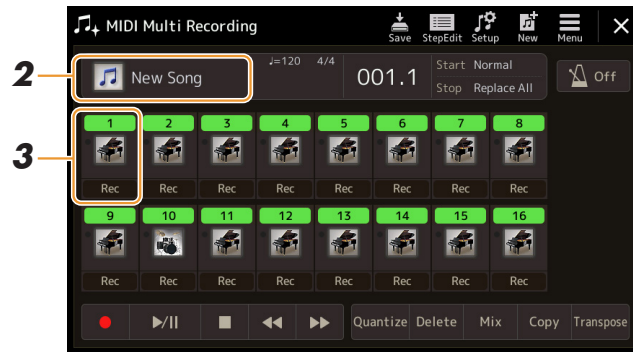 MIDI Multi Recording
Save StepEdit Setup New Menu
2
New Song
♩=120 4/4
001.1
Start Normal
Stop Replace All
Off
3
1 2 3 4 5 6 7 8
Rec Rec Rec Rec Rec Rec Rec Rec
9 10 11 12 13 14 15 16
Rec Rec Rec Rec Rec Rec Rec Rec
Quantize Delete Mix Copy Transpose